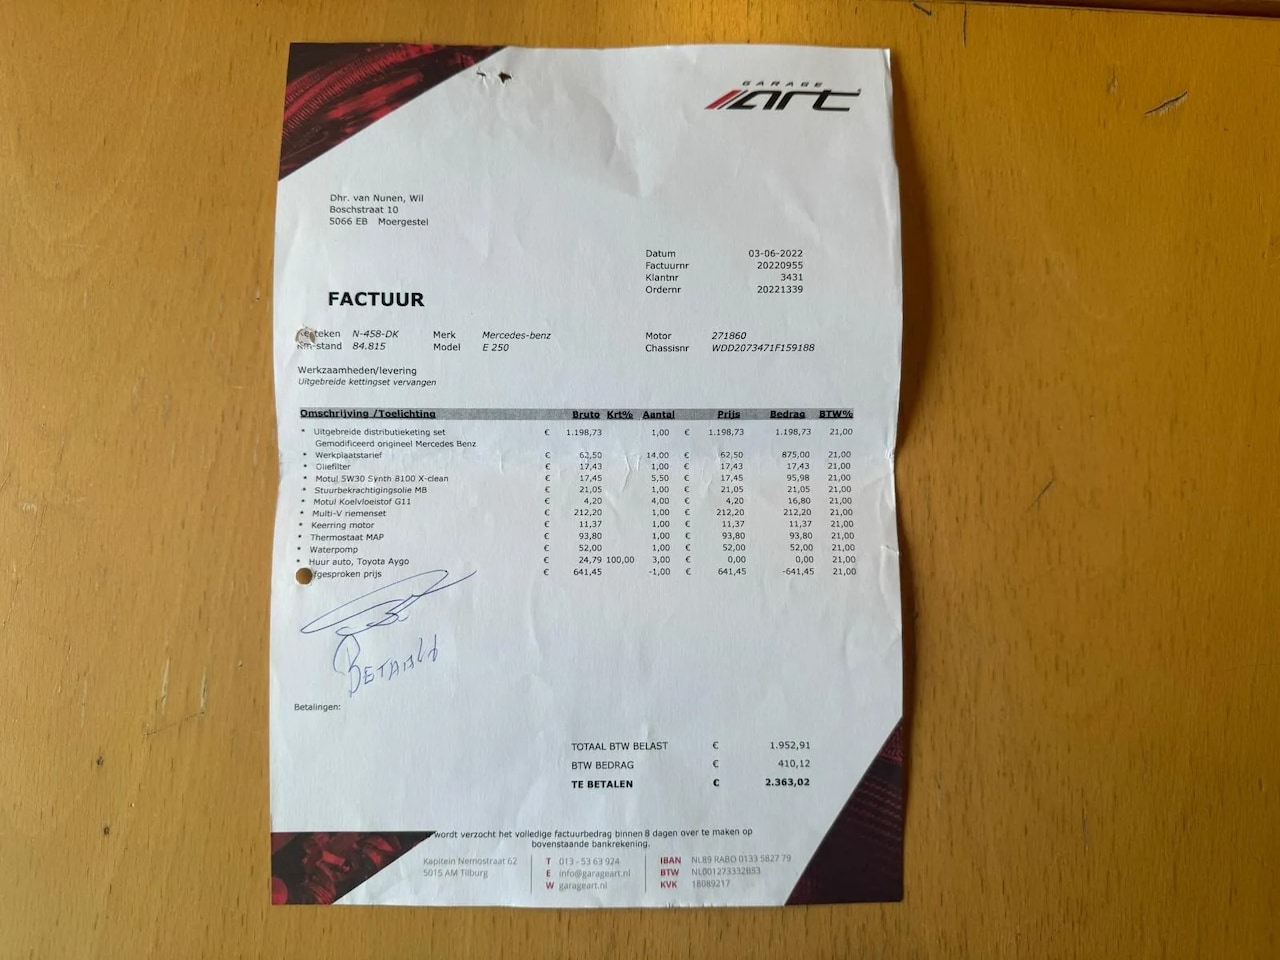 GARAGE
art
Dhr. van Nunen, Wil
Boschstraat 10
5066 EB Moergestel
Datum 03-06-2022
Factuurnr 20220955
Klantnr 3431
Ordernr 20221339
FACTUUR
Kenteken N-458-DK Merk Mercedes-benz Motor 271860
Km-stand 84.815 Model E 250 Chassisnr WDD2073471F159188
Werkzaamheden/levering
Uitgebreide kettingset vervangen
Omschrijving /Toelichting Bruto Krt% Aantal Prijs Bedrag BTW%
* Uitgebreide distributieketing set € 1.198,73 1,00 € 1.198,73 1.198,73 21,00
Gemodificeerd origineel Mercedes Benz
* Werkplaatstarief € 62,50 14,00 € 62,50 875,00 21,00
* Oliefilter € 17,43 1,00 € 17,43 17,43 21,00
* Motul 5W30 Synth 8100 X-clean € 17,45 5,50 € 17,45 95,98 21,00
* Stuurbekrachtigingsolie MB € 21,05 1,00 € 21,05 21,05 21,00
* Motul Koelvloeistof G11 € 4,20 4,00 € 4,20 16,80 21,00
* Multi-V riemenset € 212,20 1,00 € 212,20 212,20 21,00
* Keerring motor € 11,37 1,00 € 11,37 11,37 21,00
* Thermostaat MAP € 93,80 1,00 € 93,80 93,80 21,00
* Waterpomp € 52,00 1,00 € 52,00 52,00 21,00
* Huur auto, Toyota Aygo € 24,79 100,00 3,00 € 0,00 0,00 21,00
fgesproken prijs € 641,45 -1,00 € 641,45 -641,45 21,00
BETAALD
Betalingen:
TOTAAL BTW BELAST € 1.952,91
BTW BEDRAG € 410,12
TE BETALEN € 2.363,02
U wordt verzocht het volledige factuurbedrag binnen 8 dagen over te maken op
bovenstaande bankrekening.
Kapitein Nemostraat 62 T 013 - 53 63 924 IBAN NL89 RABO 0133 5827 79
5015 AM Tilburg E info@garageart.nl BTW NL001273332B53
W garageart.nl KVK 18089217